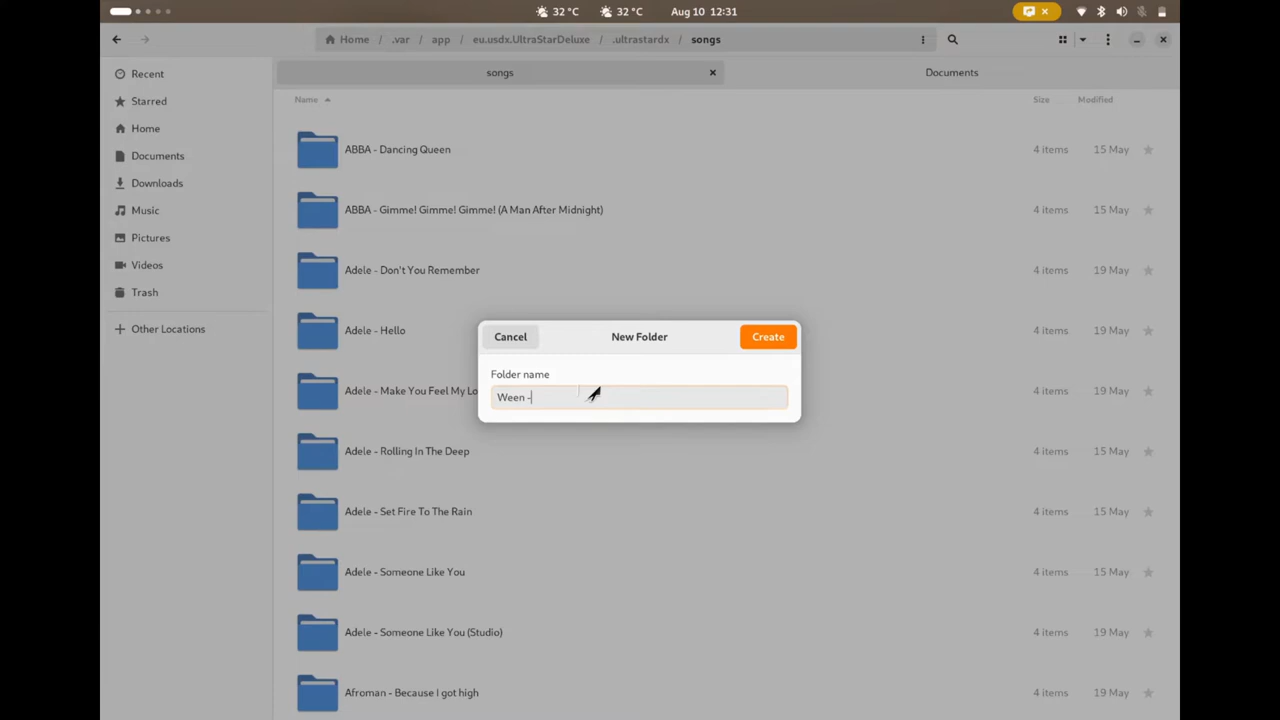 32 °C 32 °C Aug 10 12:31
Home / .var / app / eu.usdx.UltraStarDeluxe / .ultrastardx / songs
Recent
Starred
Home
Documents
Downloads
Music
Pictures
Videos
Trash
Other Locations
songs Documents
Name Size Modified
ABBA - Dancing Queen 4 items 15 May
ABBA - Gimme! Gimme! Gimme! (A Man After Midnight) 4 items 15 May
Adele - Don't You Remember 4 items 19 May
Adele - Hello 4 items 19 May
Adele - Make You Feel My Lo 4 items 19 May
Adele - Rolling In The Deep 4 items 15 May
Adele - Set Fire To The Rain 4 items 15 May
Adele - Someone Like You 4 items 15 May
Adele - Someone Like You (Studio) 4 items 19 May
Afroman - Because I got high 4 items 19 May
Cancel New Folder Create
Folder name
Ween -